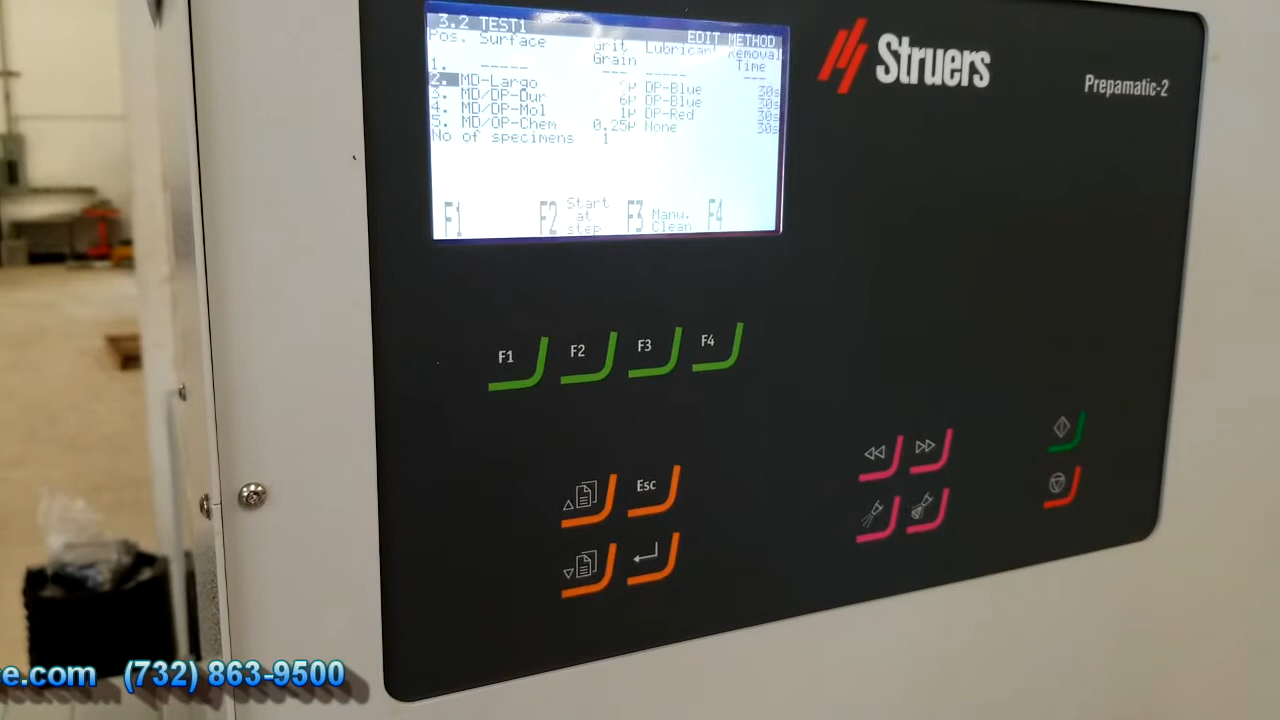 3.2 TEST1
EDIT METHOD
Pos. Surface Grit Lubricant Removal
Grain Time
1. ----- --- ----- ---
2. MD-Largo 9µ DP-Blue 30s
3. MD/DP-Dur 6µ DP-Blue 30s
4. MD/DP-Mol 1µ DP-Red 30s
5. MD/DP-Chem 0.25µ None 30s
No of specimens 1
F1 F2 Start at step F3 Manu. Clean F4
Struers
Prepamatic-2
F1 F2 F3 F4
Esc
e.com (732) 863-9500